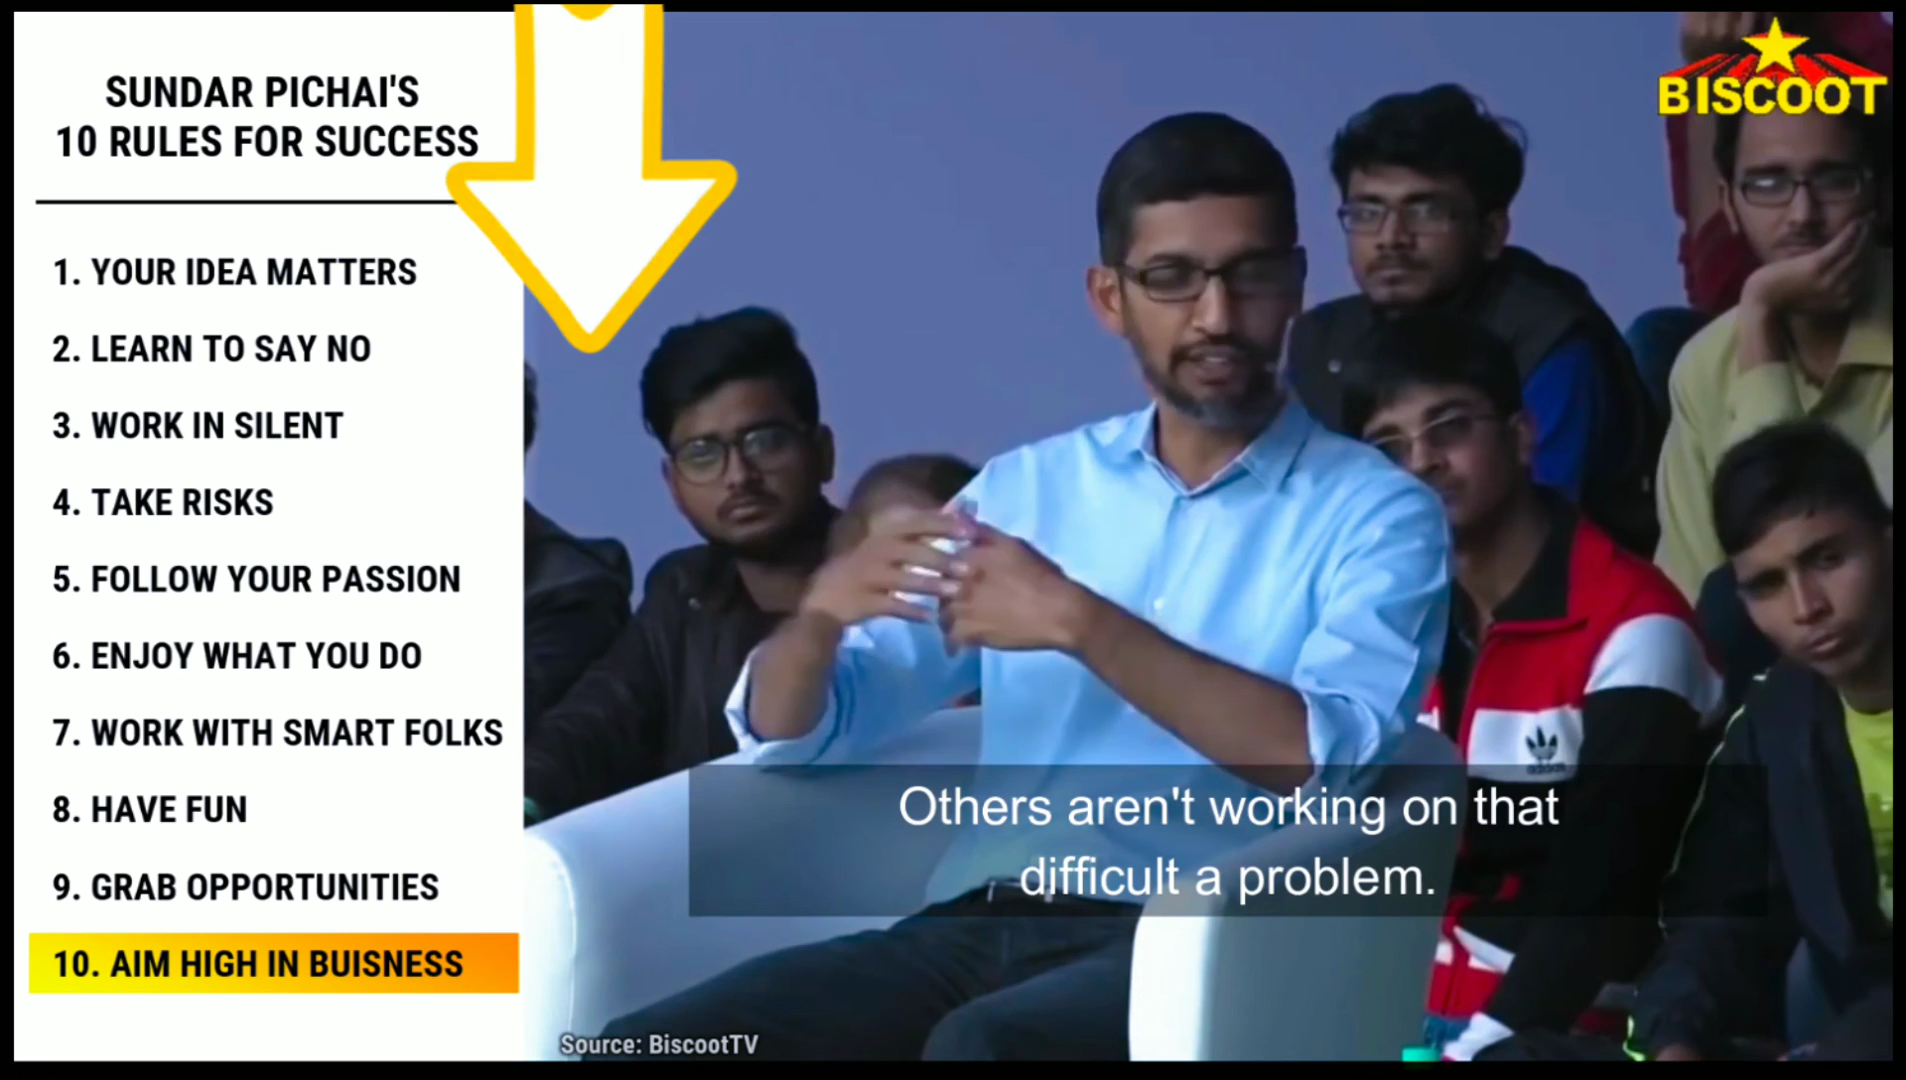 SUNDAR PICHAI'S
10 RULES FOR SUCCESS
1. YOUR IDEA MATTERS
2. LEARN TO SAY NO
3. WORK IN SILENT
4. TAKE RISKS
5. FOLLOW YOUR PASSION
6. ENJOY WHAT YOU DO
7. WORK WITH SMART FOLKS
8. HAVE FUN
9. GRAB OPPORTUNITIES
10. AIM HIGH IN BUISNESS
BISCOOT
adidas
Others aren't working on that
difficult a problem.
Source: BiscootTV